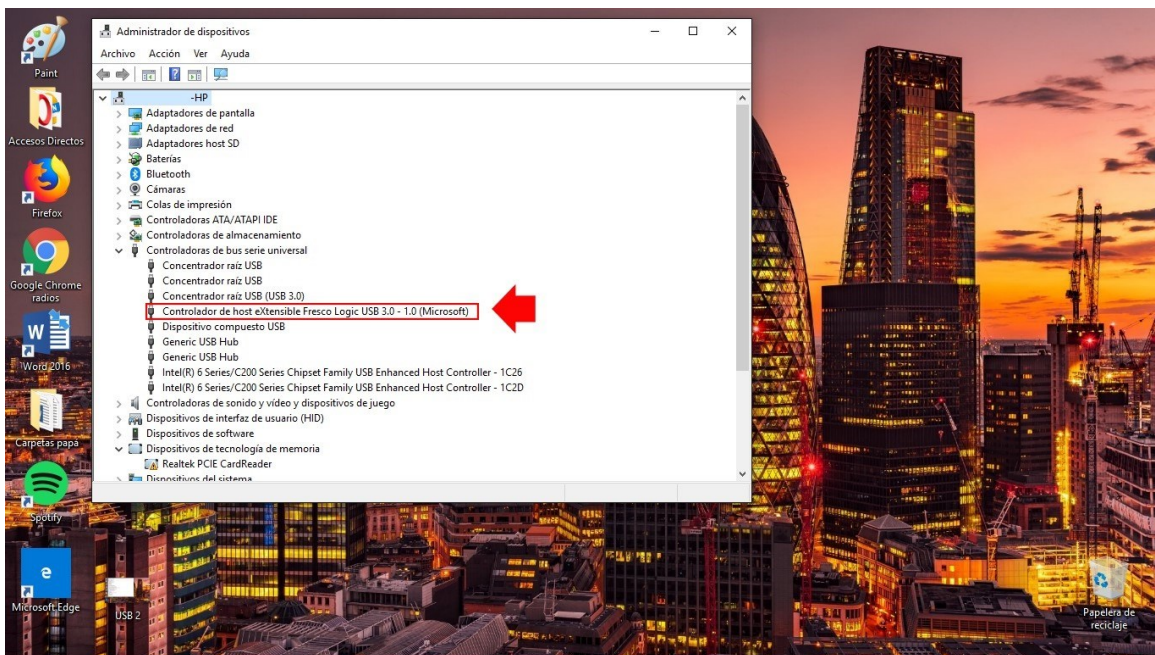 Administrador de dispositivos
Archivo Acción Ver Ayuda
-HP
Adaptadores de pantalla
Adaptadores de red
Adaptadores host SD
Baterías
Bluetooth
Cámaras
Colas de impresión
Controladoras ATA/ATAPI IDE
Controladoras de almacenamiento
Controladoras de bus serie universal
Concentrador raíz USB
Concentrador raíz USB
Concentrador raíz USB (USB 3.0)
Controlador de host eXtensible Fresco Logic USB 3.0 - 1.0 (Microsoft)
Dispositivo compuesto USB
Generic USB Hub
Generic USB Hub
Intel(R) 6 Series/C200 Series Chipset Family USB Enhanced Host Controller - 1C26
Intel(R) 6 Series/C200 Series Chipset Family USB Enhanced Host Controller - 1C2D
Controladoras de sonido y vídeo y dispositivos de juego
Dispositivos de interfaz de usuario (HID)
Dispositivos de software
Dispositivos de tecnología de memoria
Realtek PCIE CardReader
Dispositivos del sistema
Paint
Accesos Directos
Firefox
Google Chrome
radios
Word 2016
Carpetas papa
Spotify
Microsoft Edge
USB 2
Papelera de
reciclaje